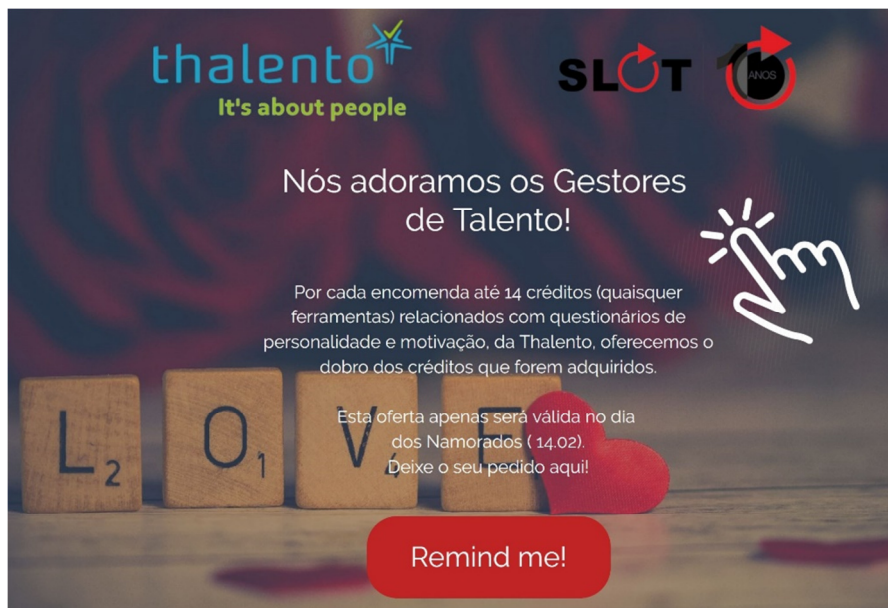 thalento
It's about people
SLOT
10
ANOS
Nós adoramos os Gestores
de Talento!
Por cada encomenda até 14 créditos (quaisquer
ferramentas) relacionados com questionários de
personalidade e motivação, da Thalento, oferecemos o
dobro dos créditos que forem adquiridos.
Esta oferta apenas será válida no dia
dos Namorados ( 14.02).
Deixe o seu pedido aqui!
L2 O1 V4 E
Remind me!